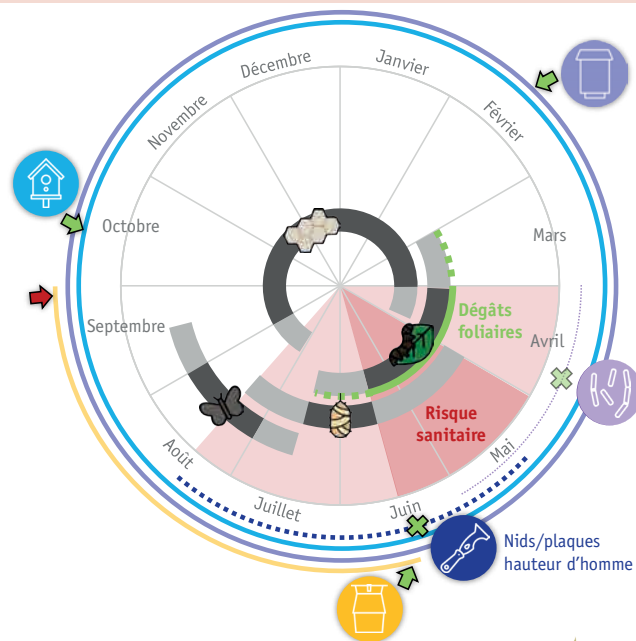 Décembre
Janvier
Novembre
Février
Octobre
Mars
Septembre
Dégâts
foliaires
Avril
Risque
sanitaire
Août
Mai
Juillet
Juin
Nids/plaques
hauteur d’homme